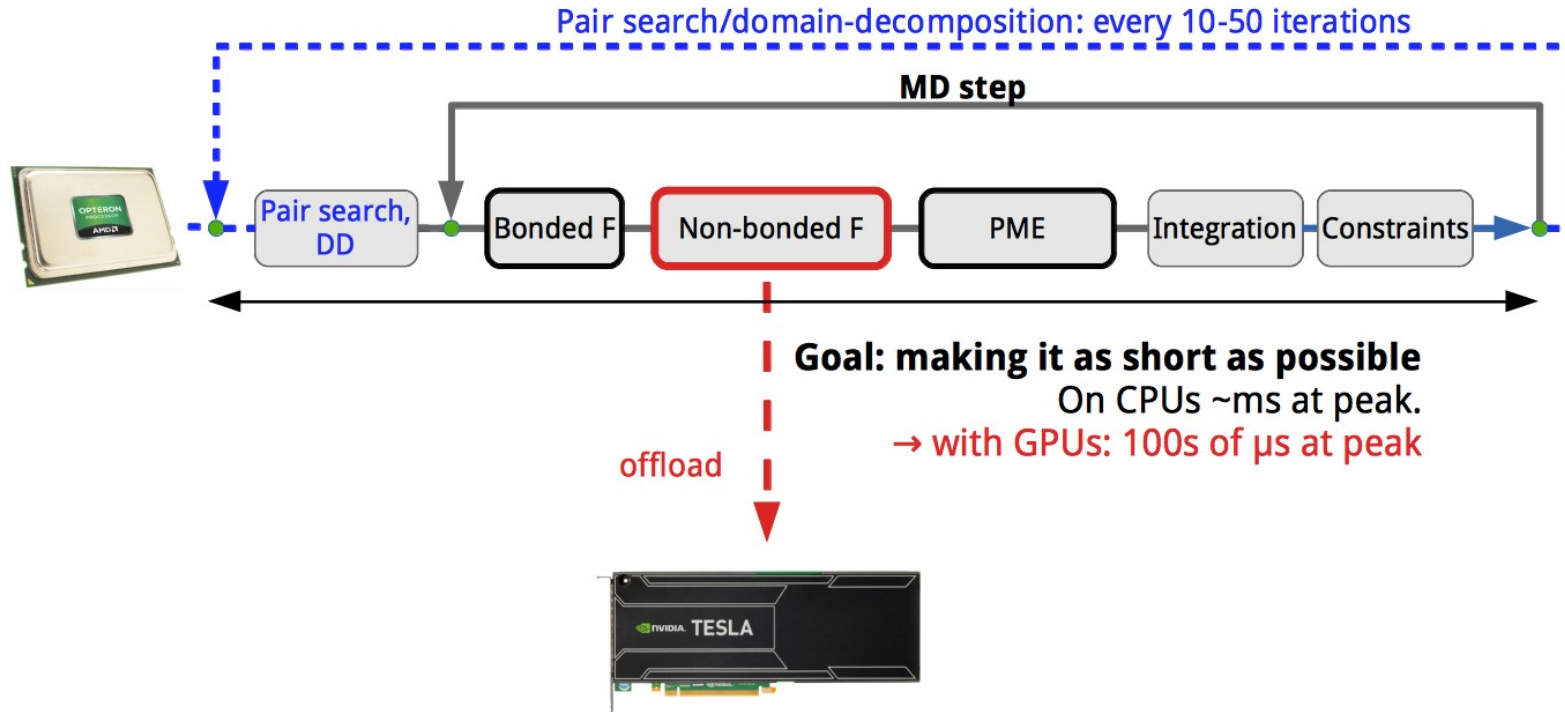 Pair search/domain-decomposition: every 10-50 iterations
MD step
OPTERON
PROCESSOR
AMD
Pair search,
DD
Bonded F
Non-bonded F
PME
Integration
Constraints
Goal: making it as short as possible
On CPUs ~ms at peak.
→ with GPUs: 100s of μs at peak
offload
NVIDIA. TESLA